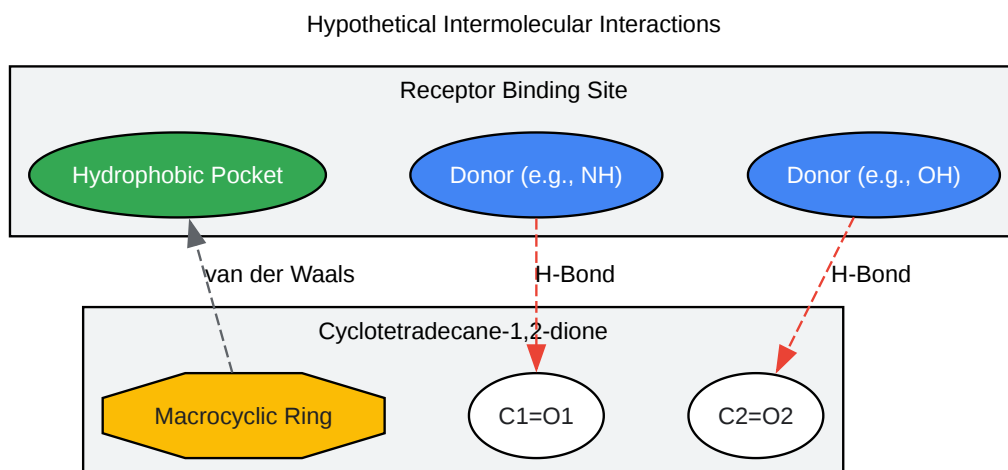 Hypothetical Intermolecular Interactions
Receptor Binding Site
Hydrophobic Pocket
Donor (e.g., NH)
Donor (e.g., OH)
van der Waals
H-Bond
H-Bond
Cyclotetradecane-1,2-dione
Macrocyclic Ring
C1=O1
C2=O2